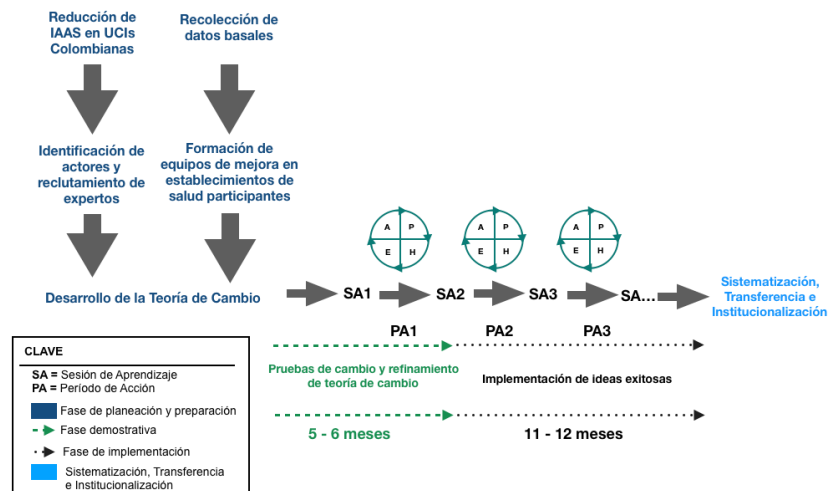 Reducción de
IAAS en UCIs
Colombianas
Recolección de
datos basales
Identificación de
actores y
reclutamiento de
expertos
Formación de
equipos de mejora en
establecimientos de
salud participantes
Desarrollo de la Teoría de Cambio
A P
E H
A P
E H
A P
E H
SA1
SA2
SA3
SA...
Sistematización,
Transferencia e
Institucionalización
PA1
PA2
PA3
Pruebas de cambio y refinamiento
de teoría de cambio
Implementación de ideas exitosas
5 - 6 meses
11 - 12 meses
CLAVE
SA = Sesión de Aprendizaje
PA = Período de Acción
Fase de planeación y preparación
Fase demostrativa
Fase de implementación
Sistematización, Transferencia
e Institucionalización